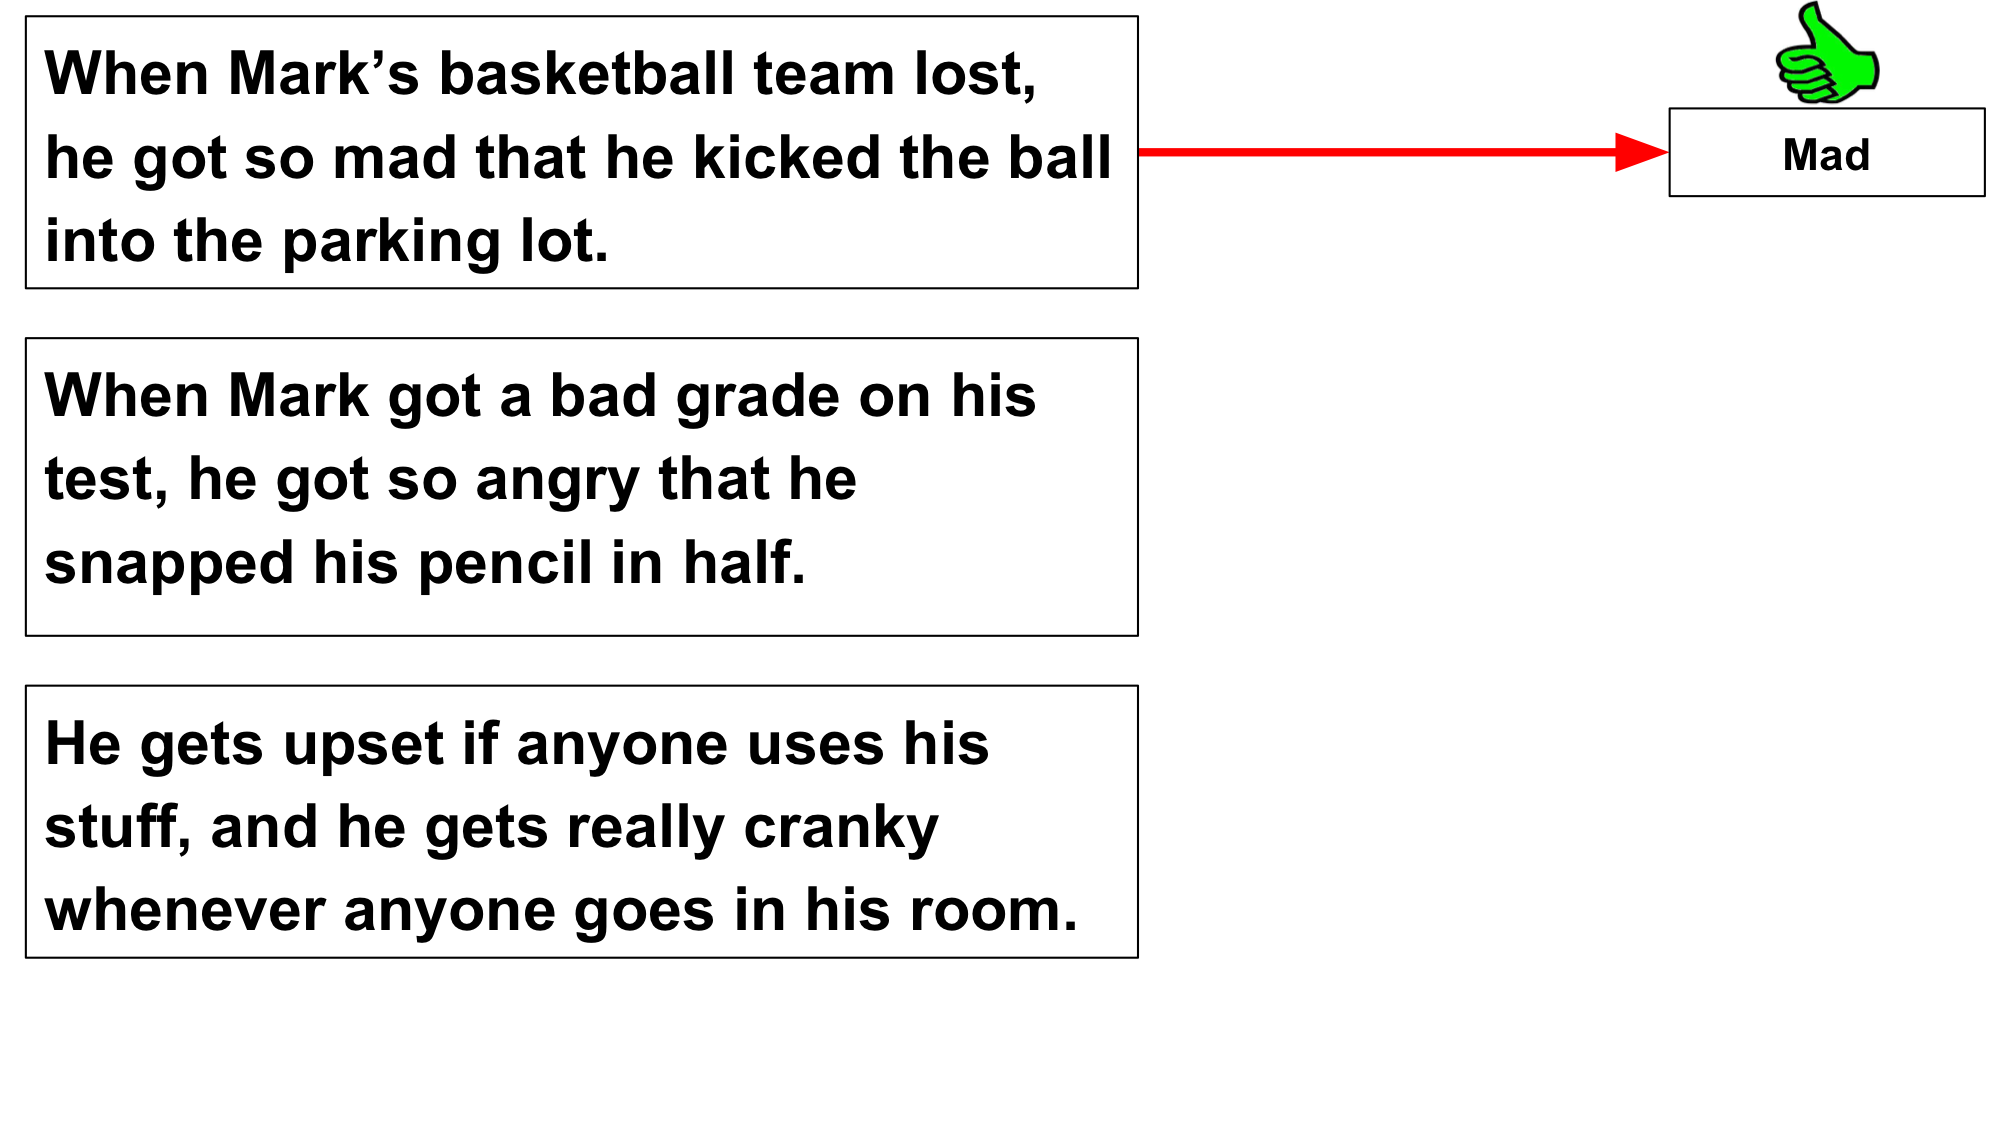 When Mark’s basketball team lost,
he got so mad that he kicked the ball
into the parking lot.
Mad
When Mark got a bad grade on his
test, he got so angry that he
snapped his pencil in half.
He gets upset if anyone uses his
stuff, and he gets really cranky
whenever anyone goes in his room.